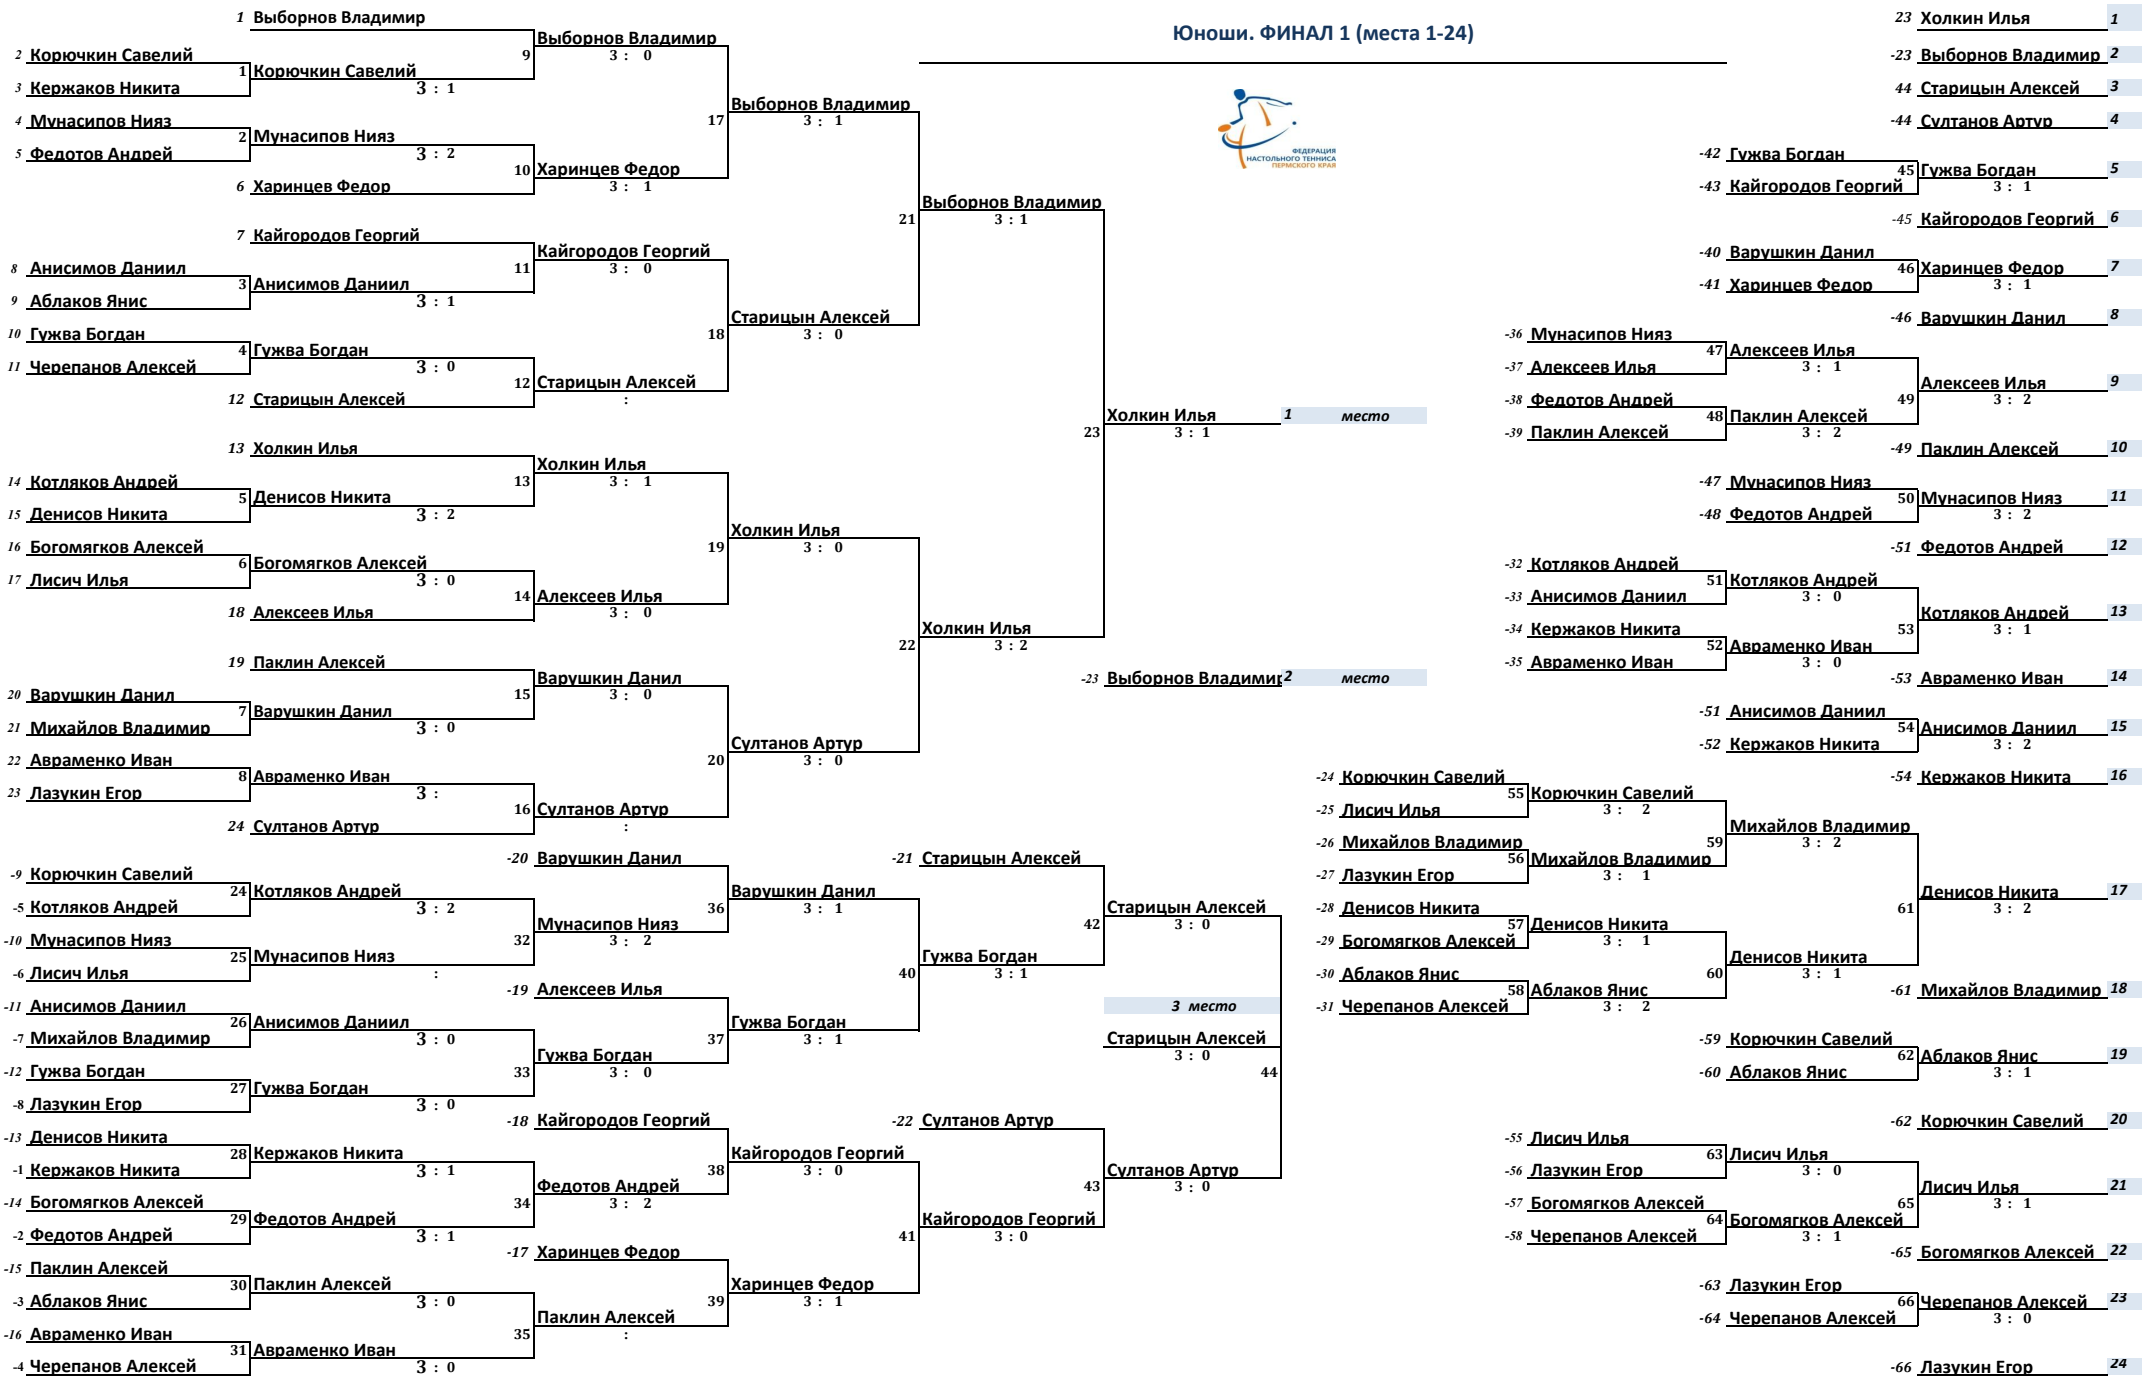 Юноши. ФИНАЛ 1 (места 1-24)
ФЕДЕРАЦИЯ
НАСТОЛЬНОГО ТЕННИСА
ПЕРМСКОГО КРАЯ
1 Выборнов Владимир
2 Корючкин Савелий
3 Кержаков Никита
4 Мунасипов Нияз
5 Федотов Андрей
6 Харинцев Федор
7 Кайгородов Георгий
8 Анисимов Даниил
9 Аблаков Янис
10 Гужва Богдан
11 Черепанов Алексей
12 Старицын Алексей
13 Холкин Илья
14 Котляков Андрей
15 Денисов Никита
16 Богомягков Алексей
17 Лисич Илья
18 Алексеев Илья
19 Паклин Алексей
20 Варушкин Данил
21 Михайлов Владимир
22 Авраменко Иван
23 Лазукин Егор
24 Султанов Артур
1 Корючкин Савелий
3 : 1
2 Мунасипов Нияз
3 : 2
3 Анисимов Даниил
3 : 1
4 Гужва Богдан
3 : 0
5 Денисов Никита
3 : 2
6 Богомягков Алексей
3 : 0
7 Варушкин Данил
3 : 0
8 Авраменко Иван
3 :
9 Выборнов Владимир
3 : 0
10 Харинцев Федор
3 : 1
11 Кайгородов Георгий
3 : 0
12 Старицын Алексей
:
13 Холкин Илья
3 : 1
14 Алексеев Илья
3 : 0
15 Варушкин Данил
3 : 0
16 Султанов Артур
:
17 Выборнов Владимир
3 : 1
18 Старицын Алексей
3 : 0
19 Холкин Илья
3 : 0
20 Султанов Артур
3 : 0
21 Выборнов Владимир
3 : 1
22 Холкин Илья
3 : 2
23 Холкин Илья 1 место
3 : 1
-23 Выборнов Владимир 2 место
-9 Корючкин Савелий
-5 Котляков Андрей
-10 Мунасипов Нияз
-6 Лисич Илья
-11 Анисимов Даниил
-7 Михайлов Владимир
-12 Гужва Богдан
-8 Лазукин Егор
-13 Денисов Никита
-1 Кержаков Никита
-14 Богомягков Алексей
-2 Федотов Андрей
-15 Паклин Алексей
-3 Аблаков Янис
-16 Авраменко Иван
-4 Черепанов Алексей
24 Котляков Андрей
3 : 2
25 Мунасипов Нияз
:
26 Анисимов Даниил
3 : 0
27 Гужва Богдан
3 : 0
28 Кержаков Никита
3 : 1
29 Федотов Андрей
3 : 1
30 Паклин Алексей
3 : 0
31 Авраменко Иван
3 : 0
-20 Варушкин Данил
32 Мунасипов Нияз
3 : 2
-19 Алексеев Илья
33 Гужва Богдан
3 : 0
-18 Кайгородов Георгий
34 Федотов Андрей
3 : 2
-17 Харинцев Федор
35 Паклин Алексей
:
36 Варушкин Данил
3 : 1
37 Гужва Богдан
3 : 1
38 Кайгородов Георгий
3 : 0
39 Харинцев Федор
3 : 1
-21 Старицын Алексей
40 Гужва Богдан
3 : 1
-22 Султанов Артур
41 Кайгородов Георгий
3 : 0
42 Старицын Алексей
3 : 0
3 место
Старицын Алексей
3 : 0
44
43 Султанов Артур
3 : 0
23 Холкин Илья 1
-23 Выборнов Владимир 2
44 Старицын Алексей 3
-44 Султанов Артур 4
-42 Гужва Богдан
-43 Кайгородов Георгий
45 Гужва Богдан 5
3 : 1
-45 Кайгородов Георгий 6
-40 Варушкин Данил
-41 Харинцев Федор
46 Харинцев Федор 7
3 : 1
-46 Варушкин Данил 8
-36 Мунасипов Нияз
-37 Алексеев Илья
-38 Федотов Андрей
-39 Паклин Алексей
47 Алексеев Илья
3 : 1
48 Паклин Алексей
3 : 2
49 Алексеев Илья 9
3 : 2
-49 Паклин Алексей 10
-47 Мунасипов Нияз
-48 Федотов Андрей
50 Мунасипов Нияз 11
3 : 2
-51 Федотов Андрей 12
-32 Котляков Андрей
-33 Анисимов Даниил
-34 Кержаков Никита
-35 Авраменко Иван
51 Котляков Андрей
3 : 0
52 Авраменко Иван
3 : 0
53 Котляков Андрей 13
3 : 1
-53 Авраменко Иван 14
-51 Анисимов Даниил
-52 Кержаков Никита
54 Анисимов Даниил 15
3 : 2
-54 Кержаков Никита 16
-24 Корючкин Савелий
-25 Лисич Илья
-26 Михайлов Владимир
-27 Лазукин Егор
-28 Денисов Никита
-29 Богомягков Алексей
-30 Аблаков Янис
-31 Черепанов Алексей
55 Корючкин Савелий
3 : 2
56 Михайлов Владимир
3 : 1
57 Денисов Никита
3 : 1
58 Аблаков Янис
3 : 2
59 Михайлов Владимир
3 : 2
60 Денисов Никита
3 : 1
61 Денисов Никита 17
3 : 2
-61 Михайлов Владимир 18
-59 Корючкин Савелий
-60 Аблаков Янис
62 Аблаков Янис 19
3 : 1
-62 Корючкин Савелий 20
-55 Лисич Илья
-56 Лазукин Егор
-57 Богомягков Алексей
-58 Черепанов Алексей
63 Лисич Илья
3 : 0
64 Богомягков Алексей
3 : 1
65 Лисич Илья 21
3 : 1
-65 Богомягков Алексей 22
-63 Лазукин Егор
-64 Черепанов Алексей
66 Черепанов Алексей 23
3 : 0
-66 Лазукин Егор 24